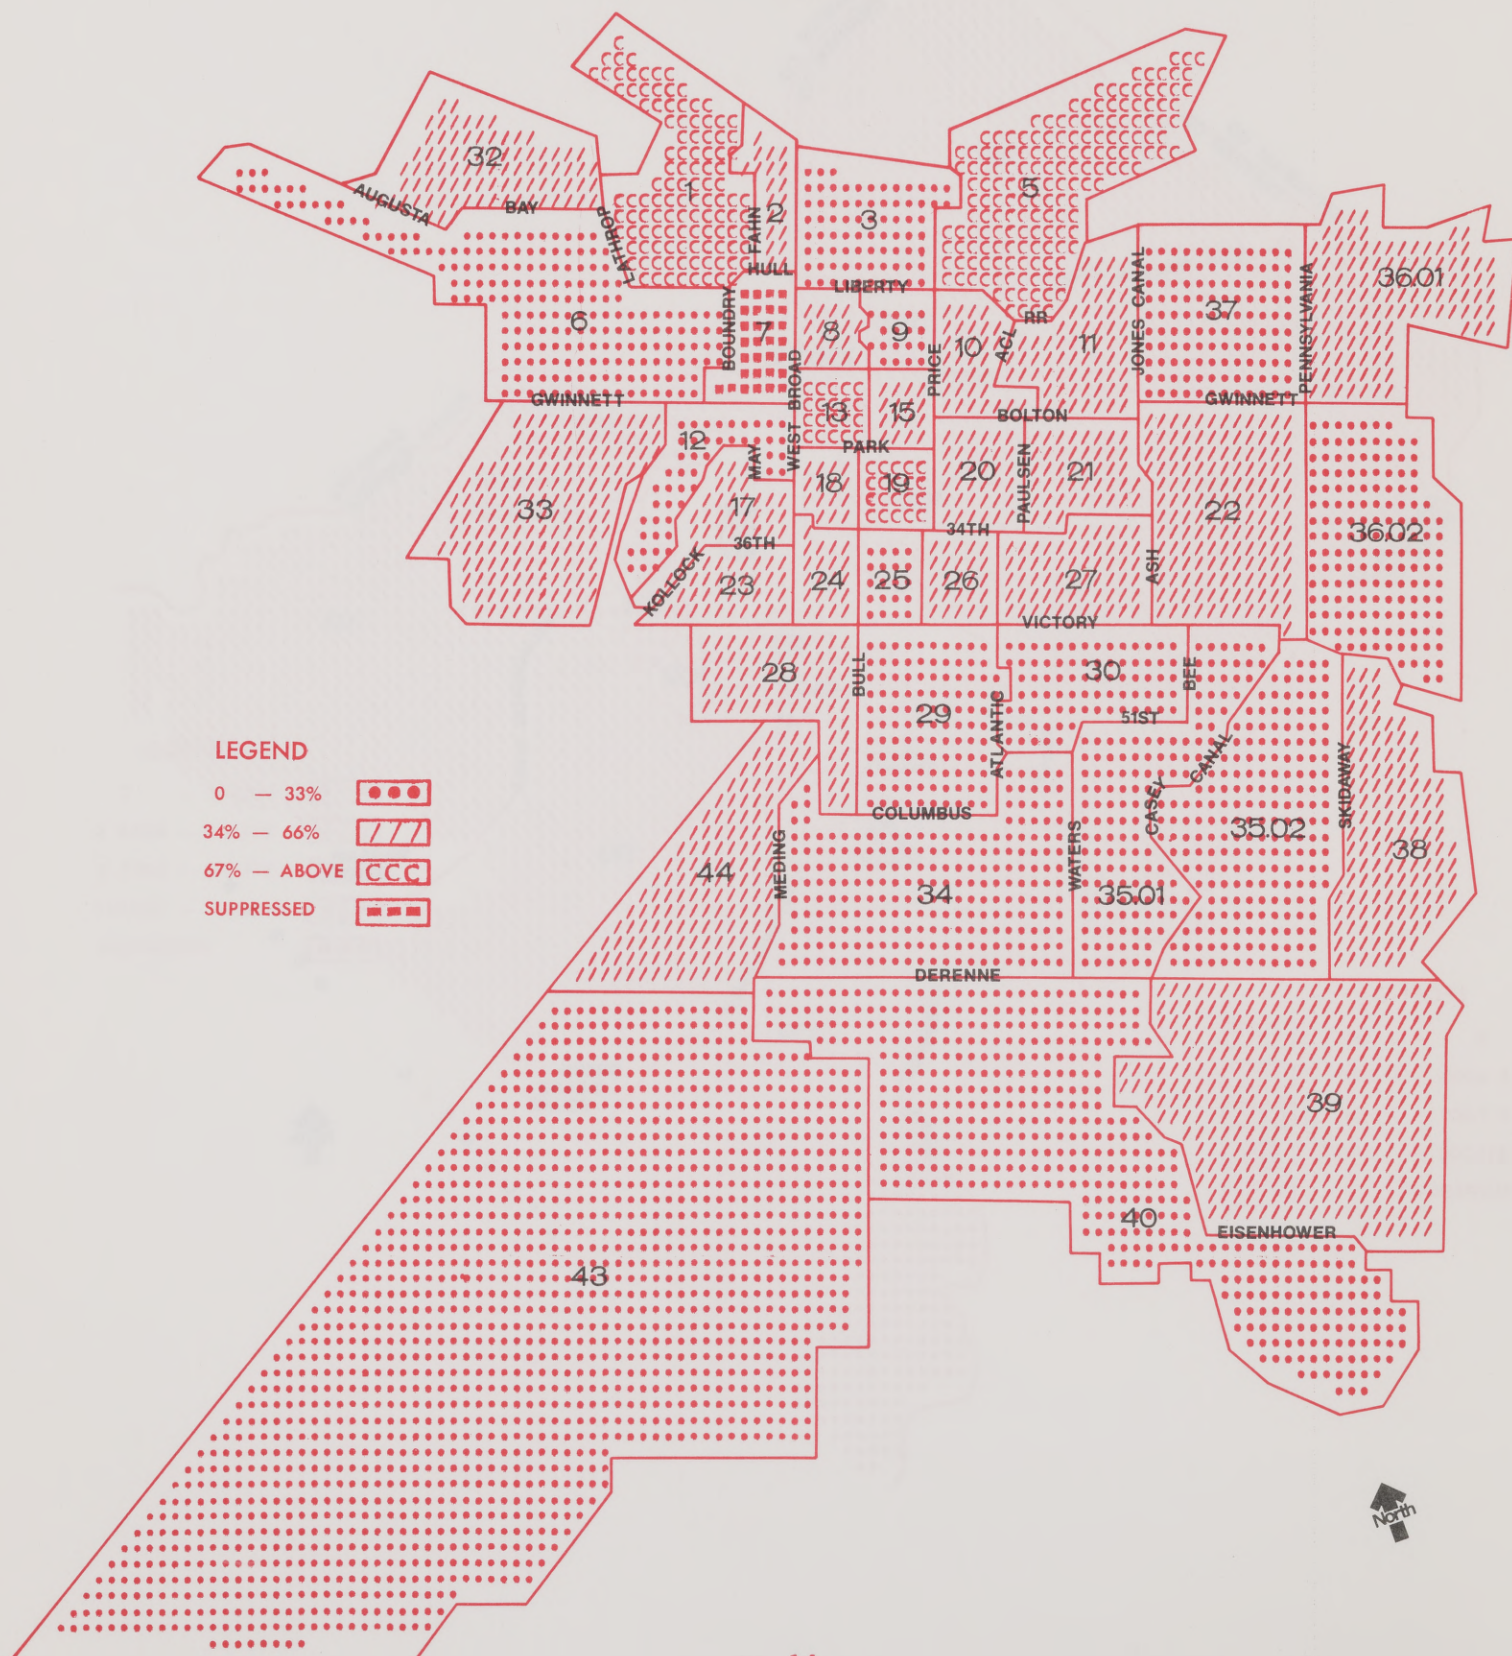 32
1
5
AUGUSTA
BAY
LATHROP
FAHN
2
3
HULL
LIBERTY
36.01
6
BOUNDRY
7
8
9
PRICE
10
ACL
RR
11
JONES CANAL
37
PENNSYLVANIA
GWINNETT
WEST BROAD
13
15
BOLTON
GWINNETT
12
MAY
PARK
33
17
18
19
20
PAULSEN
21
22
36.02
36TH
34TH
KOLLOCK
23
24
25
26
27
ASH
VICTORY
28
BULL
29
ATLANTIC
30
BEE
51ST
CASEY
CANAL
COLUMBUS
WATERS
35.02
SKIDAWAY
38
44
MEDING
34
35.01
DERENNE
39
40
EISENHOWER
43
LEGEND
0 — 33%
34% — 66%
67% — ABOVE CCC
SUPPRESSED
North